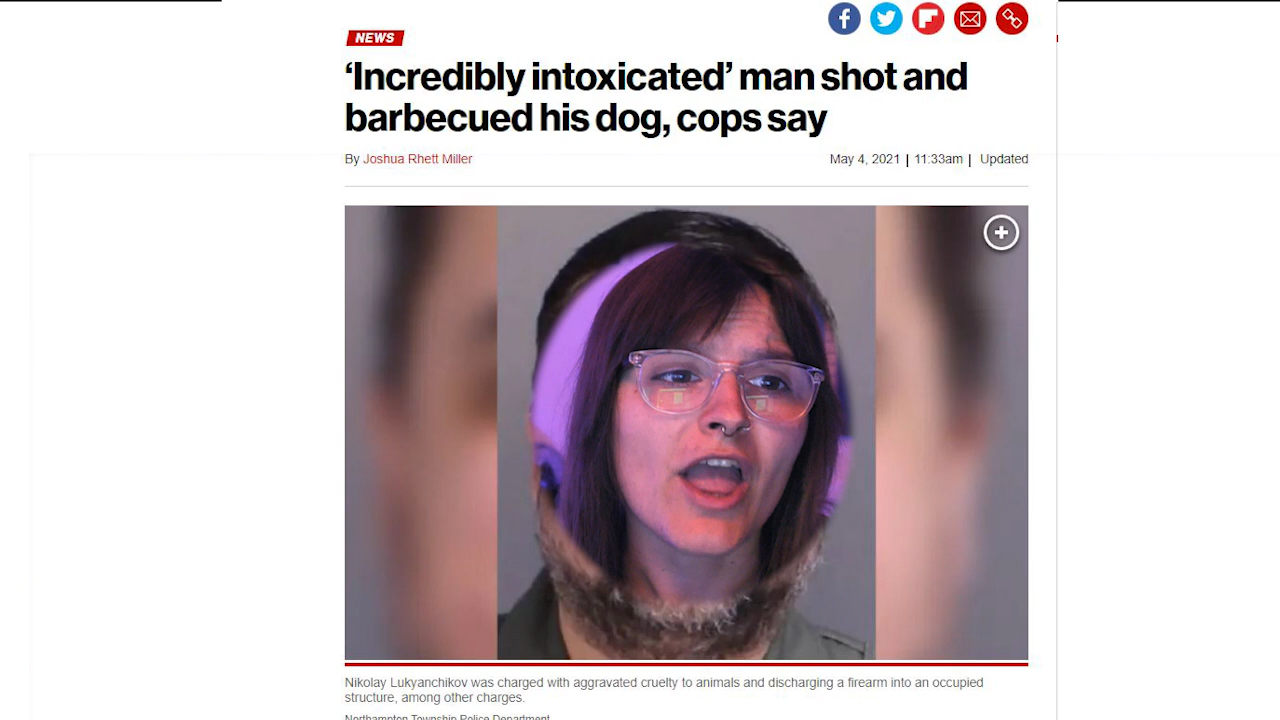 NEWS
‘Incredibly intoxicated’ man shot and
barbecued his dog, cops say
By Joshua Rhett Miller
May 4, 2021 | 11:33am | Updated
Nikolay Lukyanchikov was charged with aggravated cruelty to animals and discharging a firearm into an occupied
structure, among other charges.
Northampton Township Police Department